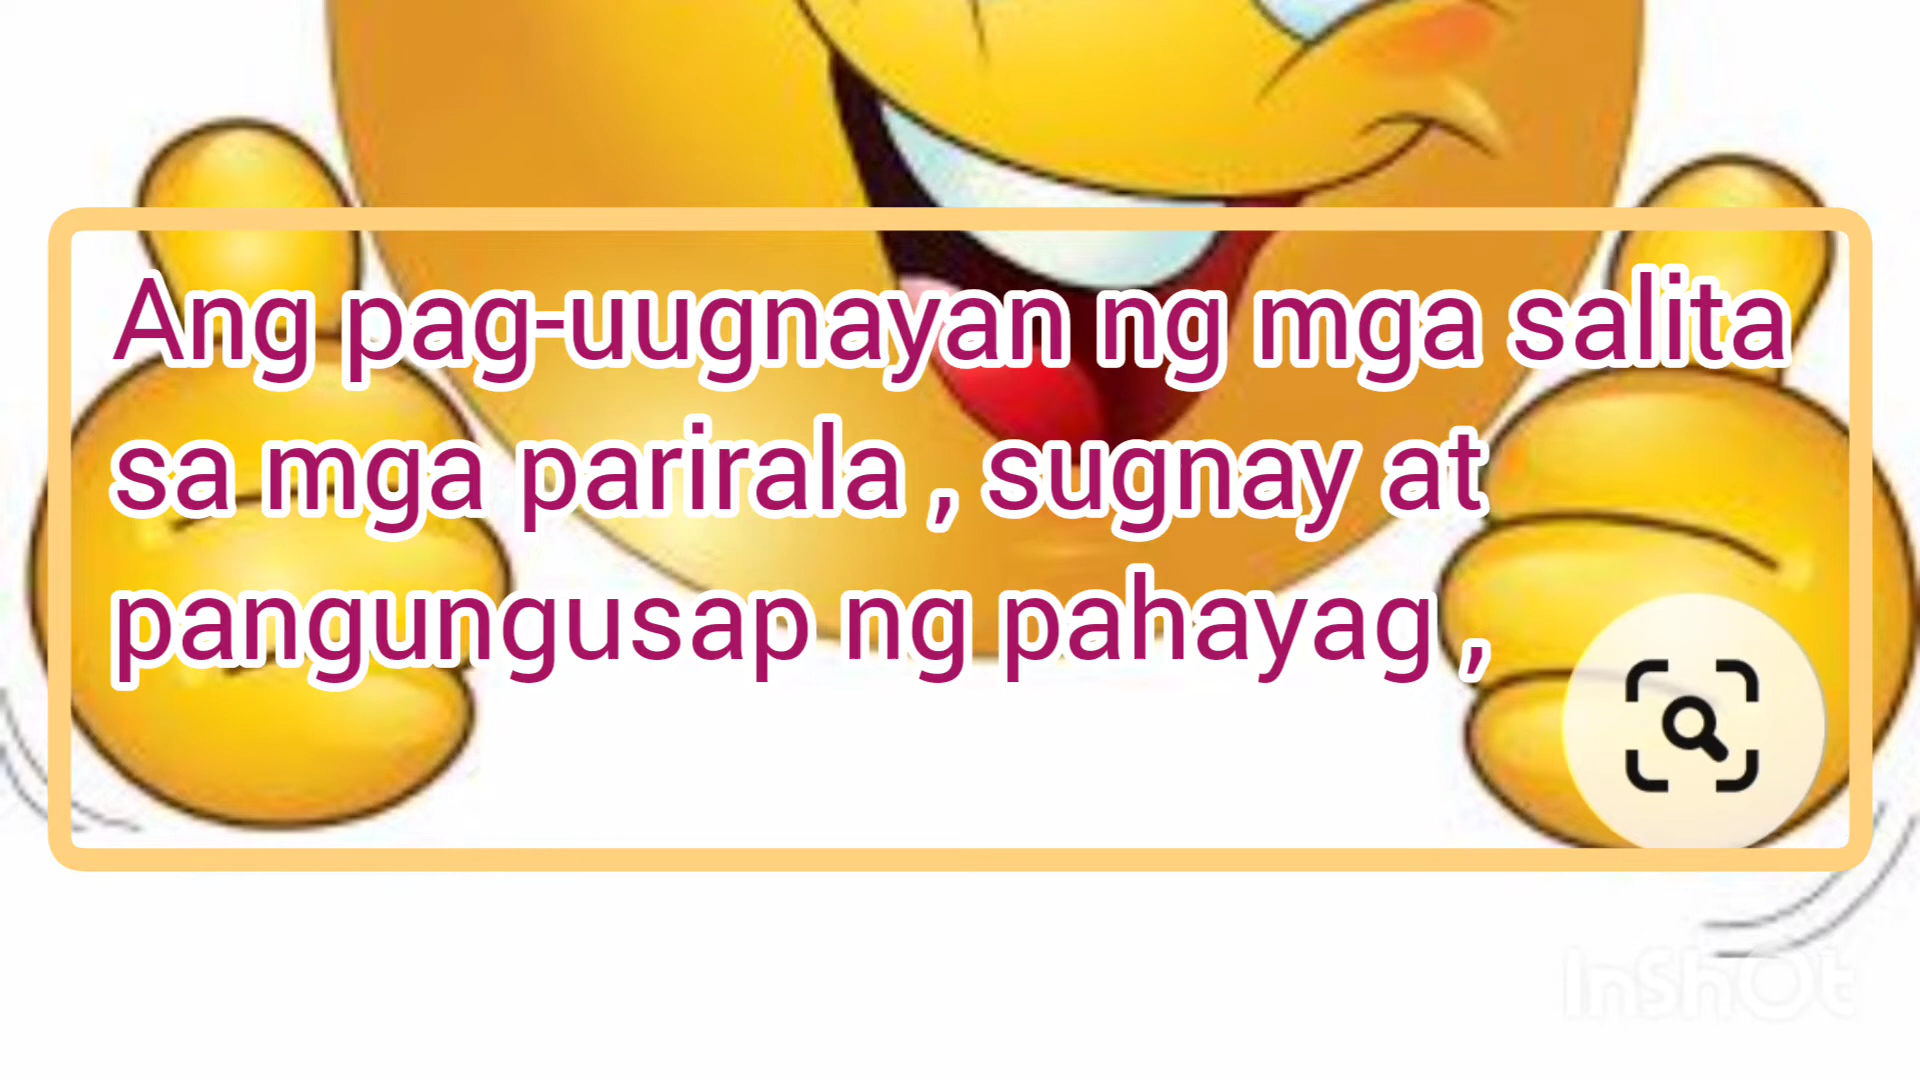 Ang pag-uugnayan ng mga salita
sa mga parirala , sugnay at
pangungusap ng pahayag ,
InShOt